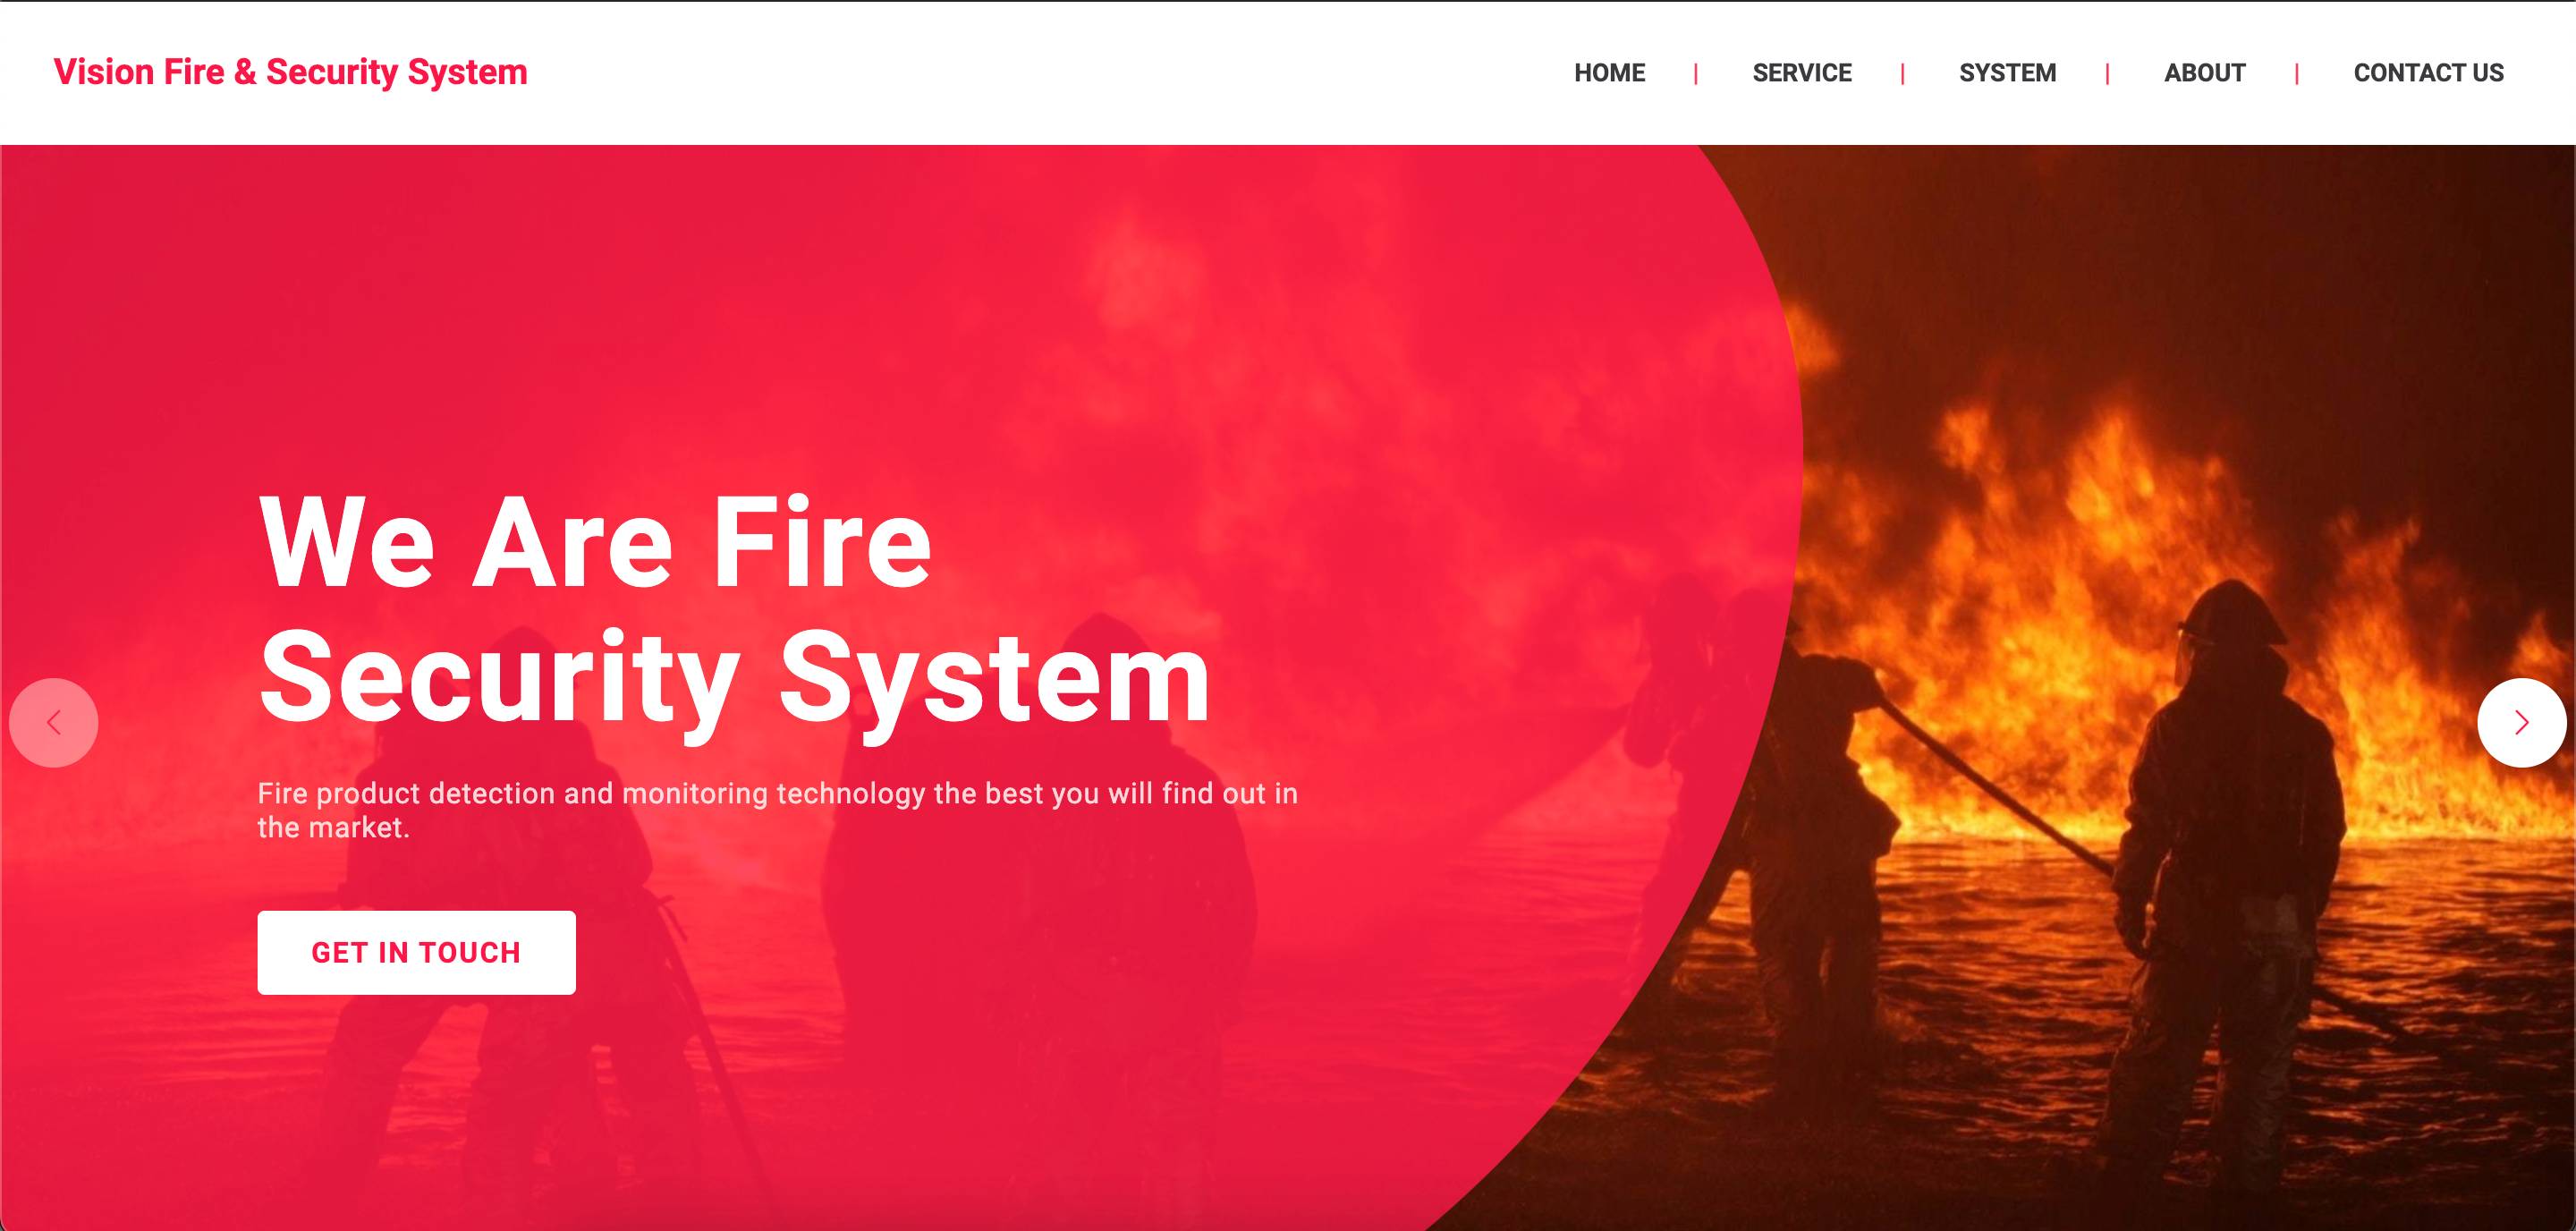 Vision Fire & Security System
HOME | SERVICE | SYSTEM | ABOUT | CONTACT US
We Are Fire
Security System
Fire product detection and monitoring technology the best you will find out in
the market.
GET IN TOUCH